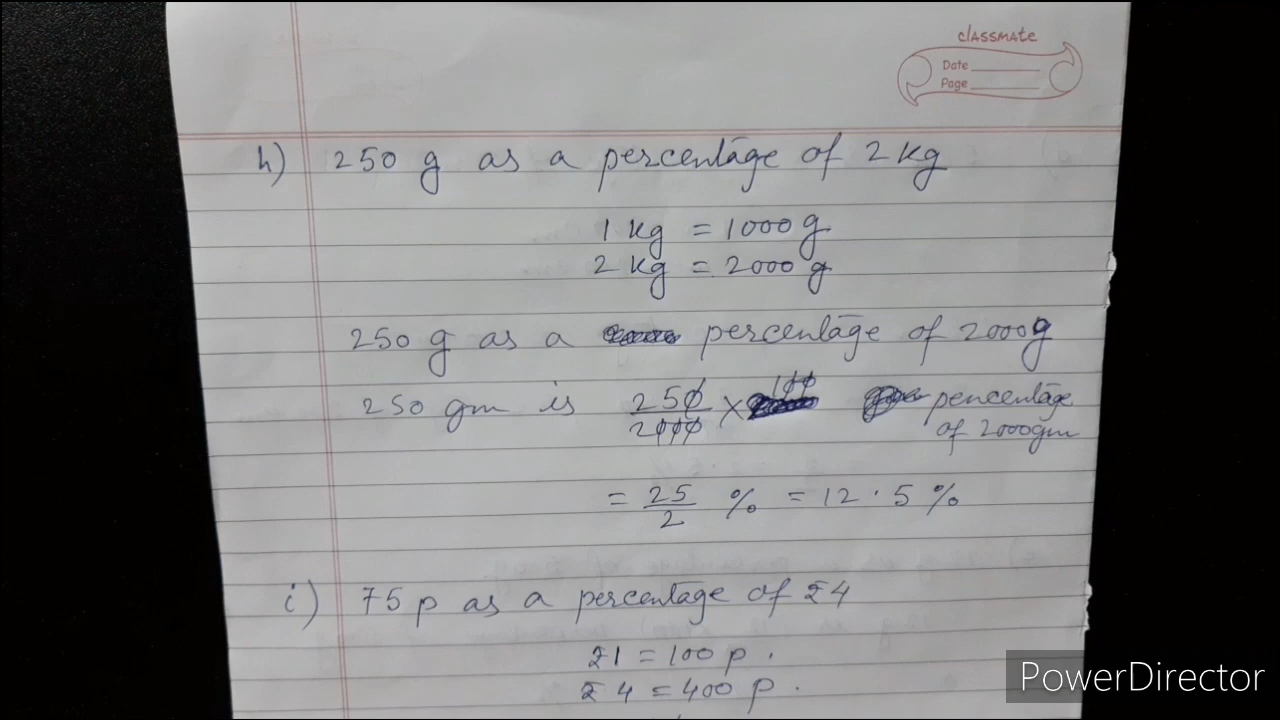 classmate
Date
Page
h) 250 g as a percentage of 2 kg
1 kg = 1000 g
2 kg = 2000 g
250 g as a percentage of 2000g
250 gm is 250/2000 × 100 pencentage
of 2000gm
= 25/2 % = 12.5 %
i) 75 p as a percentage of ₹4
₹1 = 100 p.
₹4 = 400 p.
PowerDirector